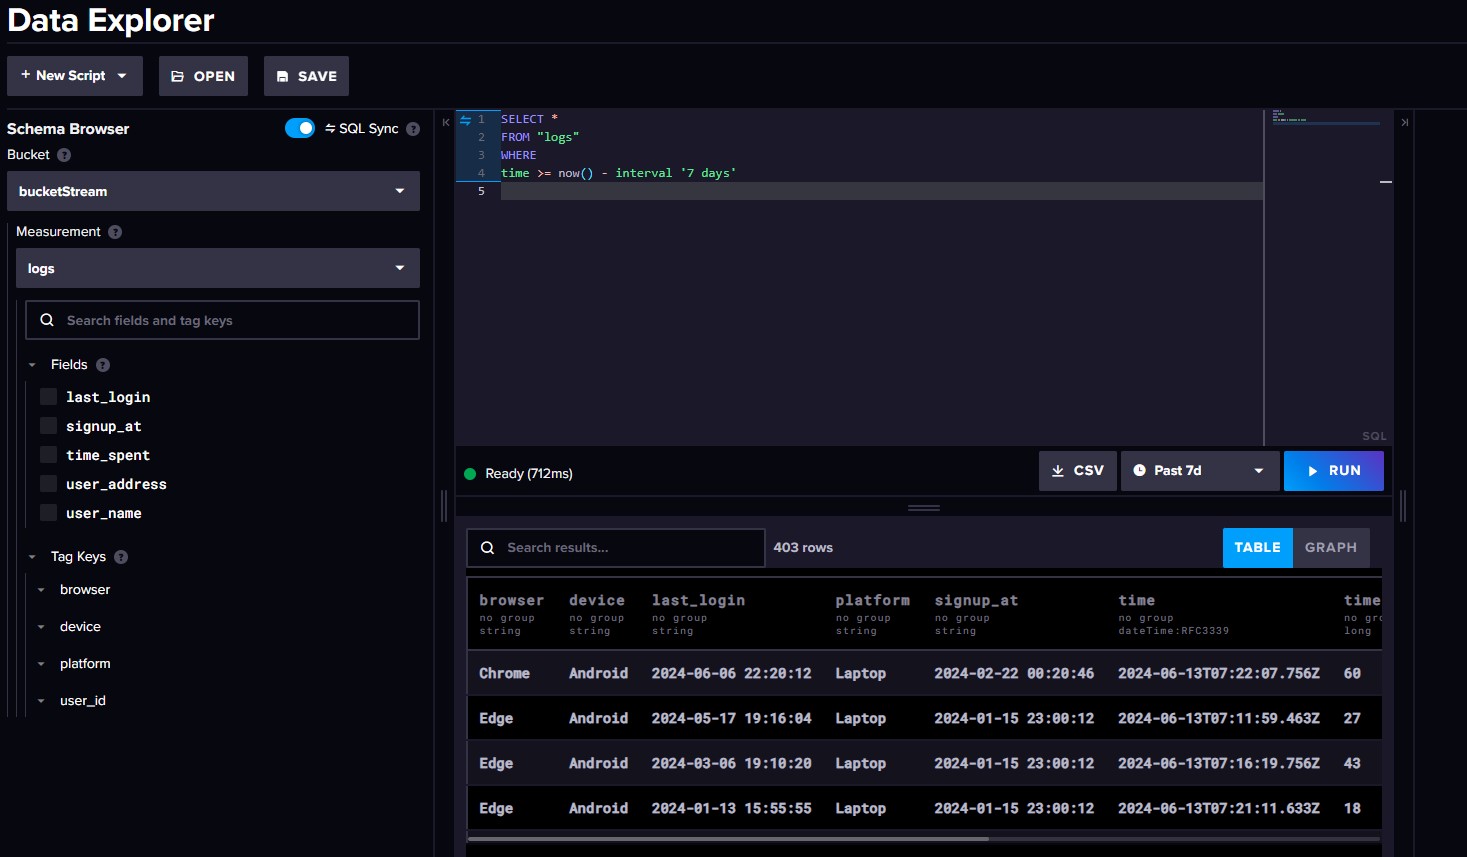 Data Explorer
+ New Script
OPEN
SAVE
Schema Browser
SQL Sync ?
Bucket ?
bucketStream
Measurement ?
logs
Search fields and tag keys
Fields ?
last_login
signup_at
time_spent
user_address
user_name
Tag Keys ?
browser
device
platform
user_id
1 SELECT *
2 FROM "logs"
3 WHERE
4 time >= now() - interval '7 days'
5
SQL
Ready (712ms)
CSV
Past 7d
RUN
Search results...
403 rows
TABLE
GRAPH
browser device last_login platform signup_at time time
no group no group no group no group no group no group
string string string string string dateTime:RFC3339 long
Chrome Android 2024-06-06 22:20:12 Laptop 2024-02-22 00:20:46 2024-06-13T07:22:07.756Z 60
Edge Android 2024-05-17 19:16:04 Laptop 2024-01-15 23:00:12 2024-06-13T07:11:59.463Z 27
Edge Android 2024-03-06 19:10:20 Laptop 2024-01-15 23:00:12 2024-06-13T07:16:19.756Z 43
Edge Android 2024-01-13 15:55:55 Laptop 2024-01-15 23:00:12 2024-06-13T07:21:11.633Z 18